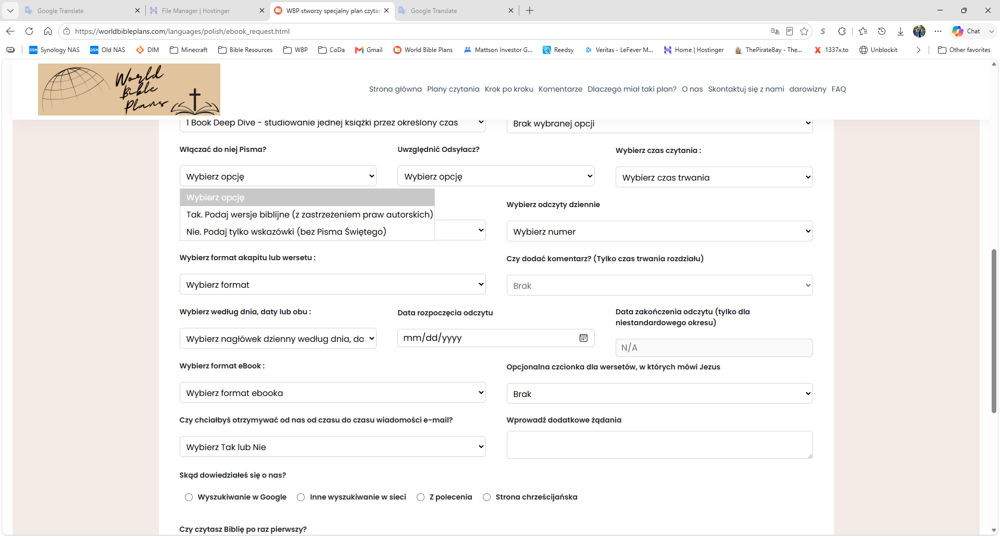 Google Translate
File Manager | Hostinger
WBP stworzy specjalny plan czytan
Google Translate
https://worldbibleplans.com/languages/polish/ebook_request.html
Chat
Synology NAS
Old NAS
DIM
Minecraft
Bible Resources
WBP
CoDa
Gmail
World Bible Plans
Mattson Investor G...
Reedsy
Veritas - LeFever M...
Home | Hostinger
ThePirateBay - The...
1337x.to
Unblockit
Other favorites
World
Bible
Plans
Strona główna Plany czytania Krok po kroku Komentarze Dlaczego miał taki plan? O nas Skontaktuj się z nami darowizny FAQ
1 Book Deep Dive - studiowanie jednej książki przez określony czas
Brak wybranej opcji
Włączać do niej Pisma?
Uwzględnić Odsyłacz?
Wybierz czas czytania :
Wybierz opcję
Wybierz opcję
Wybierz czas trwania
Wybierz opcję
Tak. Podaj wersje biblijne (z zastrzeżeniem praw autorskich)
Nie. Podaj tylko wskazówki (bez Pisma Świętego)
Wybierz odczyty dziennie
Wybierz numer
Wybierz format akapitu lub wersetu :
Czy dodać komentarz? (Tylko czas trwania rozdziału)
Wybierz format
Brak
Wybierz według dnia, daty lub obu :
Data rozpoczęcia odczytu
Data zakończenia odczytu (tylko dla
niestandardowego okresu)
Wybierz nagłówek dzienny według dnia, da
mm/dd/yyyy
N/A
Wybierz format eBook :
Opcjonalna czcionka dla wersetów, w których mówi Jezus
Wybierz format ebooka
Brak
Czy chciałbyś otrzymywać od nas od czasu do czasu wiadomości e-mail?
Wprowadź dodatkowe żądania
Wybierz Tak lub Nie
Skąd dowiedziałeś się o nas?
Wyszukiwanie w Google
Inne wyszukiwanie w sieci
Z polecenia
Strona chrześcijańska
Czy czytasz Biblię po raz pierwszy?